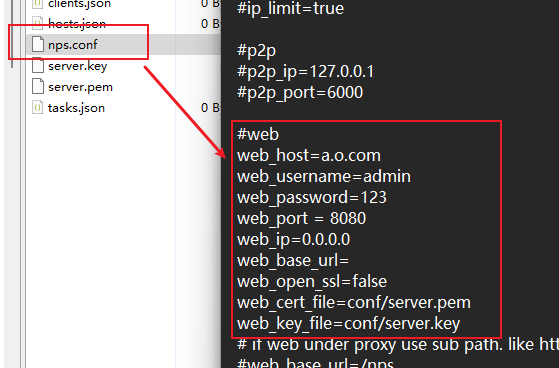 clients.json 0 B
hosts.json 0 By
nps.conf
server.key
server.pem
tasks.json 0 By
#ip_limit=true
#p2p
#p2p_ip=127.0.0.1
#p2p_port=6000
#web
web_host=a.o.com
web_username=admin
web_password=123
web_port = 8080
web_ip=0.0.0.0
web_base_url=
web_open_ssl=false
web_cert_file=conf/server.pem
web_key_file=conf/server.key
# if web under proxy use sub path. like htt
#web_base_url=/nps